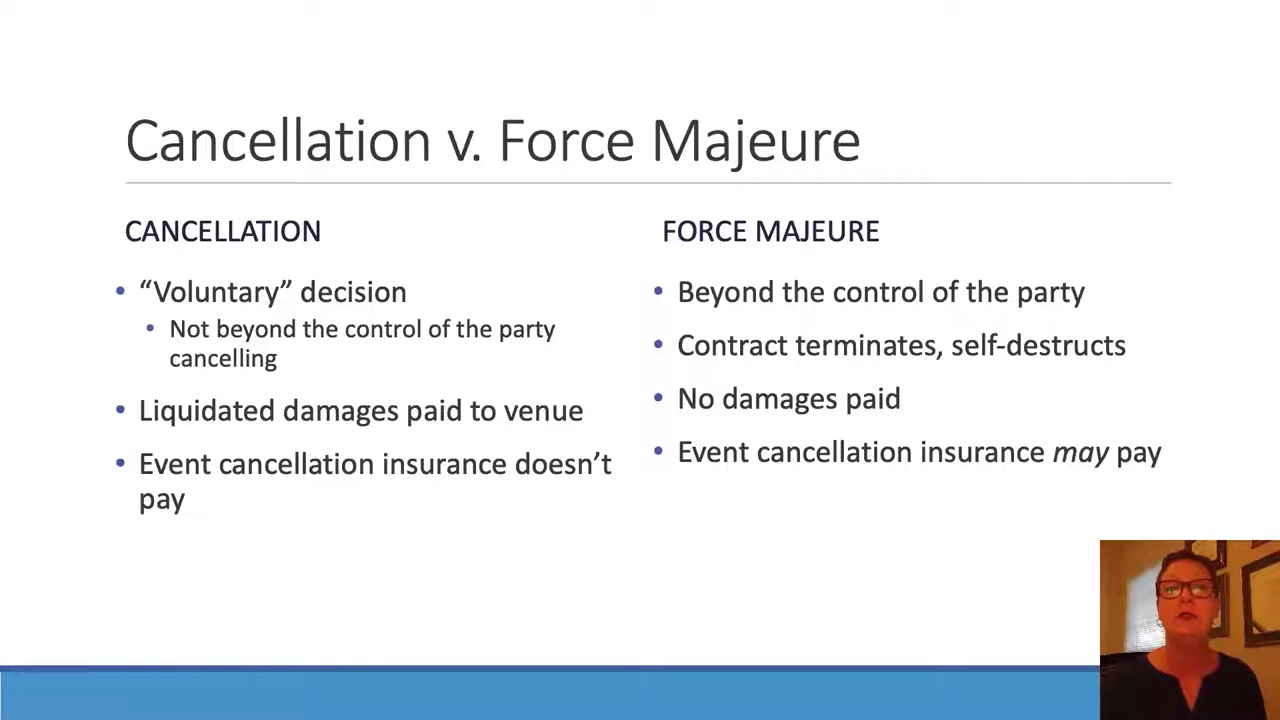 Cancellation v. Force Majeure
CANCELLATION
• “Voluntary” decision
• Not beyond the control of the party
cancelling
• Liquidated damages paid to venue
• Event cancellation insurance doesn’t
pay
FORCE MAJEURE
• Beyond the control of the party
• Contract terminates, self-destructs
• No damages paid
• Event cancellation insurance may pay